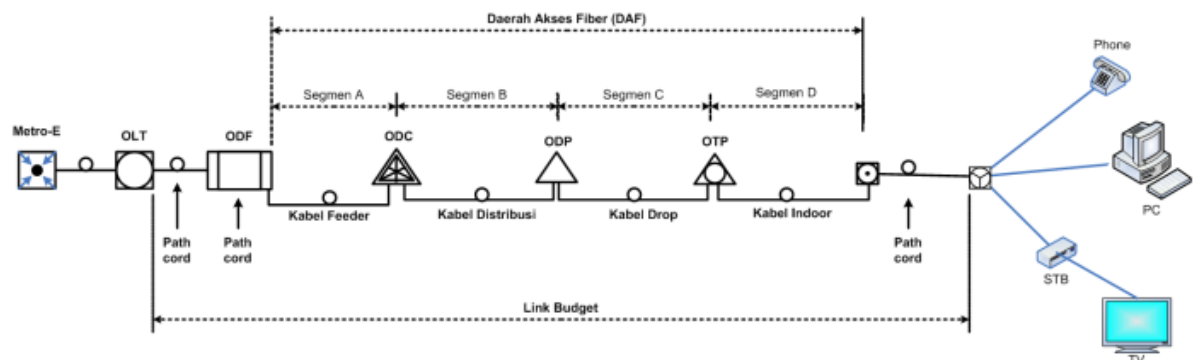 Daerah Akses Fiber (DAF)
Phone
Segmen A
Segmen B
Segmen C
Segmen D
Metro-E
OLT
ODF
ODC
ODP
OTP
Kabel Feeder
Kabel Distribusi
Kabel Drop
Kabel Indoor
PC
Path
cord
Path
cord
Path
cord
STB
Link Budget
TV